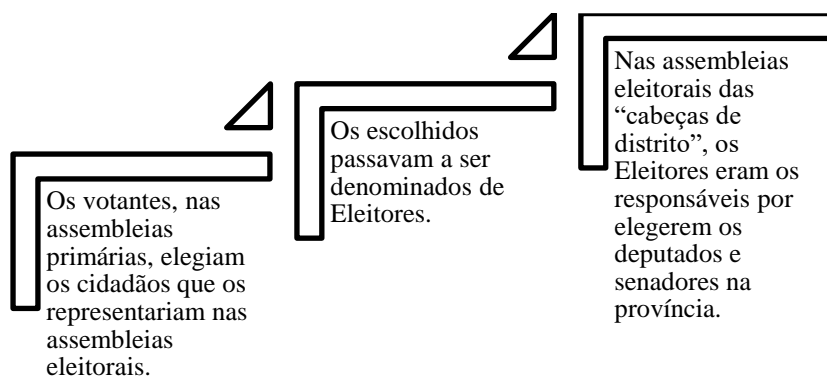 Os votantes, nas
assembleias
primárias, elegiam
os cidadãos que os
representariam nas
assembleias
eleitorais.
Os escolhidos
passavam a ser
denominados de
Eleitores.
Nas assembleias
eleitorais das
“cabeças de
distrito”, os
Eleitores eram os
responsáveis por
elegerem os
deputados e
senadores na
província.